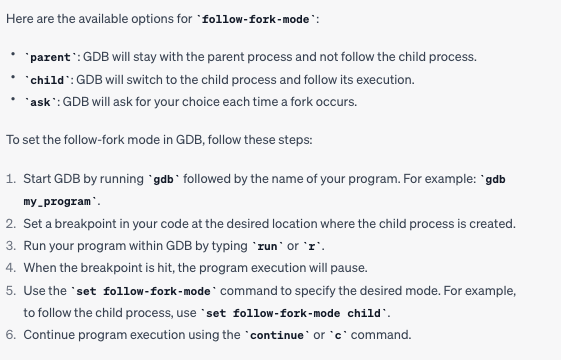 Here are the available options for `follow-fork-mode`:
• `parent`: GDB will stay with the parent process and not follow the child process.
• `child`: GDB will switch to the child process and follow its execution.
• `ask`: GDB will ask for your choice each time a fork occurs.
To set the follow-fork mode in GDB, follow these steps:
1. Start GDB by running `gdb` followed by the name of your program. For example: `gdb
my_program`.
2. Set a breakpoint in your code at the desired location where the child process is created.
3. Run your program within GDB by typing `run` or `r`.
4. When the breakpoint is hit, the program execution will pause.
5. Use the `set follow-fork-mode` command to specify the desired mode. For example,
to follow the child process, use `set follow-fork-mode child`.
6. Continue program execution using the `continue` or `c` command.